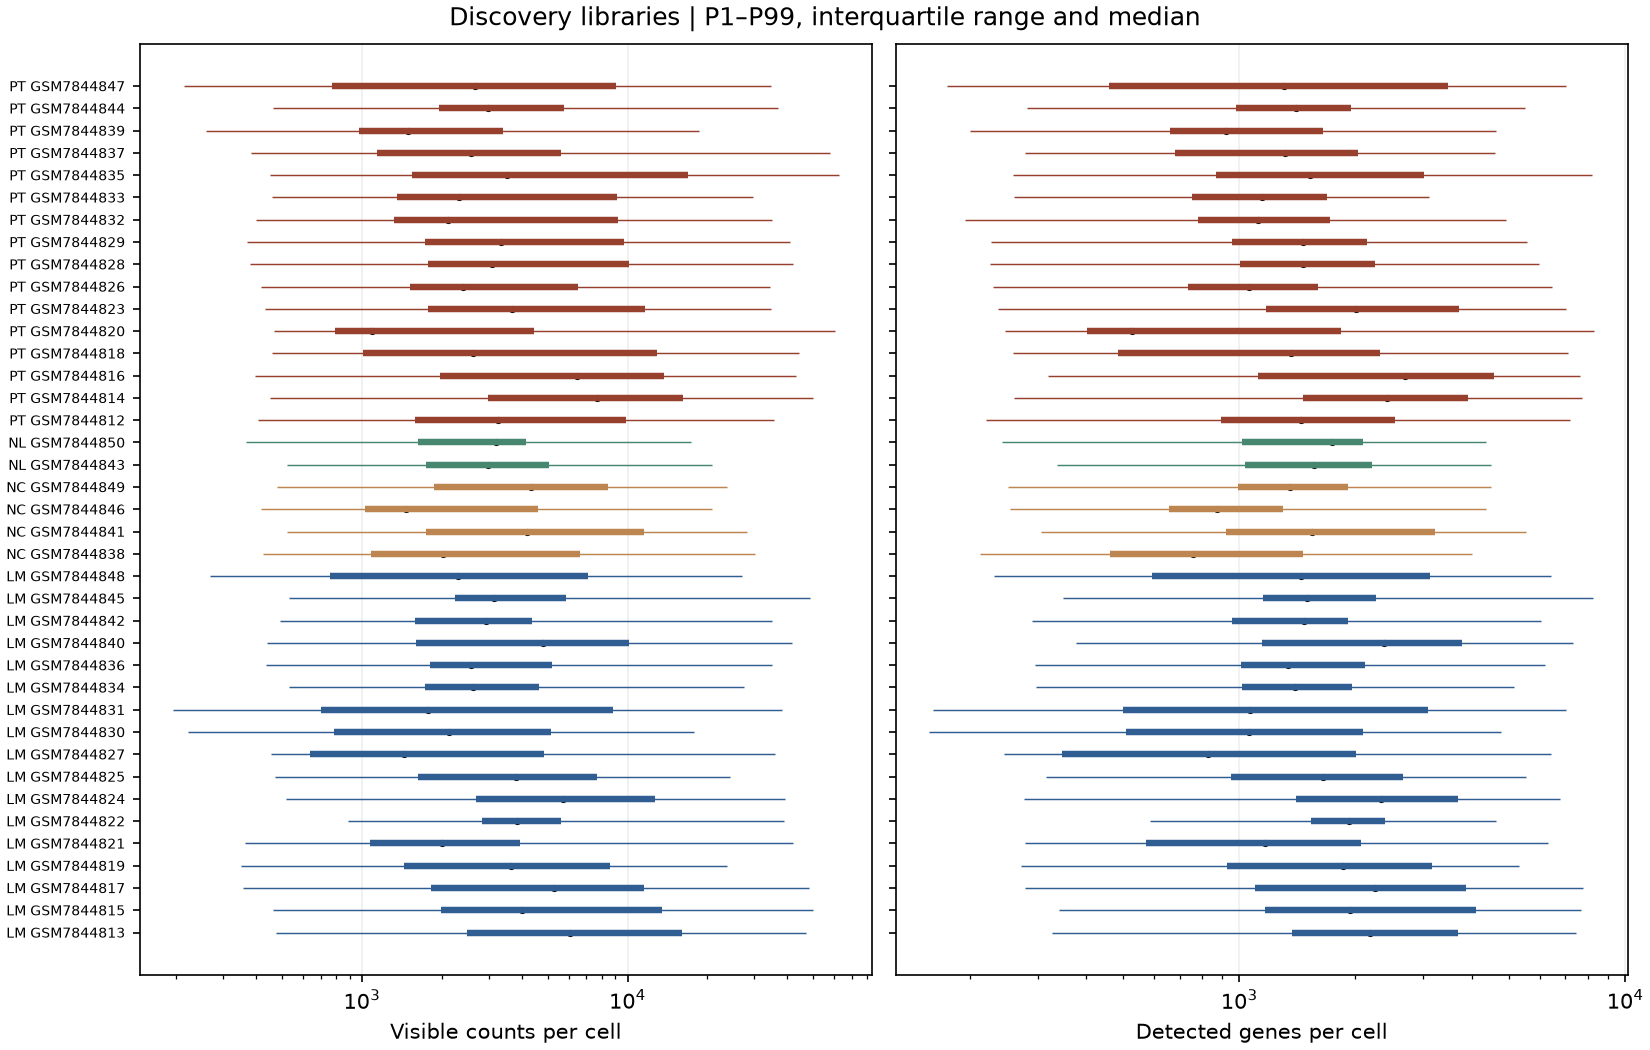 Discovery libraries | P1–P99, interquartile range and median
PT GSM7844847
PT GSM7844844
PT GSM7844839
PT GSM7844837
PT GSM7844835
PT GSM7844833
PT GSM7844832
PT GSM7844829
PT GSM7844828
PT GSM7844826
PT GSM7844823
PT GSM7844820
PT GSM7844818
PT GSM7844816
PT GSM7844814
PT GSM7844812
NL GSM7844850
NL GSM7844843
NC GSM7844849
NC GSM7844846
NC GSM7844841
NC GSM7844838
LM GSM7844848
LM GSM7844845
LM GSM7844842
LM GSM7844840
LM GSM7844836
LM GSM7844834
LM GSM7844831
LM GSM7844830
LM GSM7844827
LM GSM7844825
LM GSM7844824
LM GSM7844822
LM GSM7844821
LM GSM7844819
LM GSM7844817
LM GSM7844815
LM GSM7844813
10³ 10⁴
Visible counts per cell
10³ 10⁴
Detected genes per cell